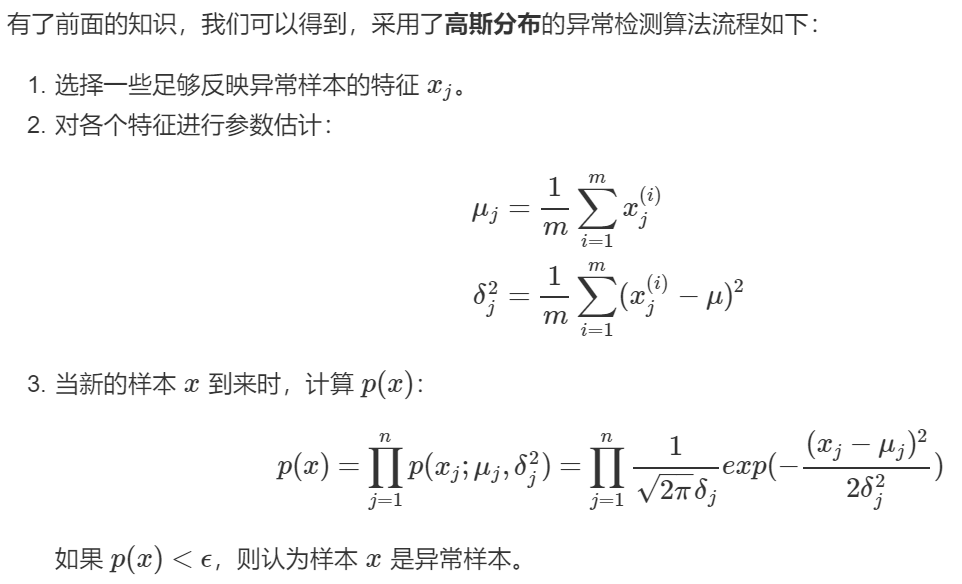 有了前面的知识，我们可以得到，采用了高斯分布的异常检测算法流程如下：
1. 选择一些足够反映异常样本的特征 $x_j$。
2. 对各个特征进行参数估计：
$\mu_j = \frac{1}{m} \sum_{i=1}^{m} x_j^{(i)}$
$\delta_j^2 = \frac{1}{m} \sum_{i=1}^{m} (x_j^{(i)} - \mu)^2$
3. 当新的样本 $x$ 到来时，计算 $p(x)$：
$p(x) = \prod_{j=1}^{n} p(x_j; \mu_j, \delta_j^2) = \prod_{j=1}^{n} \frac{1}{\sqrt{2\pi}\delta_j} exp(-\frac{(x_j - \mu_j)^2}{2\delta_j^2})$
如果 $p(x) < \epsilon$，则认为样本 $x$ 是异常样本。